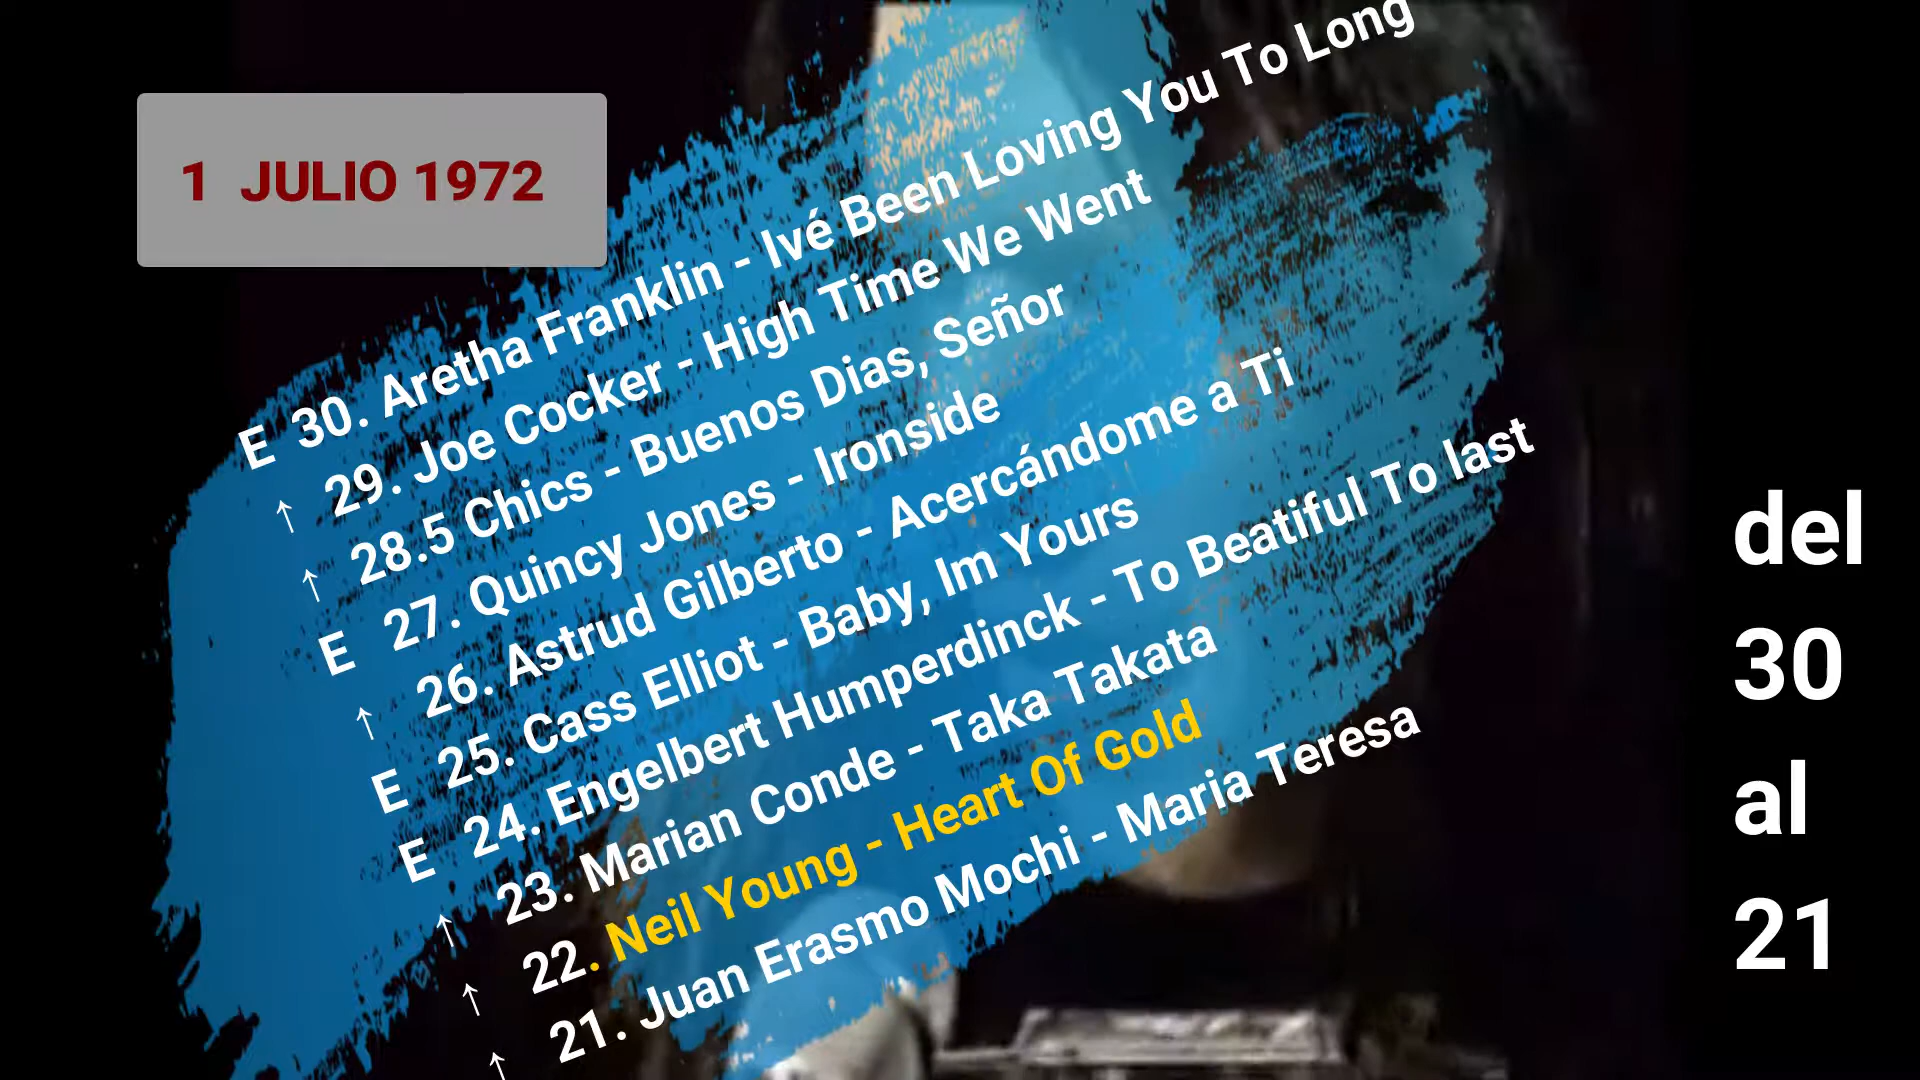 1 JULIO 1972
E 30. Aretha Franklin - Ivé Been Loving You To Long
↑ 29. Joe Cocker - High Time We Went
↑ 28.5 Chics - Buenos Dias, Señor
E 27. Quincy Jones - Ironside
↑ 26. Astrud Gilberto - Acercándome a Ti
E 25. Cass Elliot - Baby, Im Yours
E 24. Engelbert Humperdinck - To Beatiful To last
↑ 23. Marian Conde - Taka Takata
↑ 22. Neil Young - Heart Of Gold
↑ 21. Juan Erasmo Mochi - Maria Teresa
del
30
al
21